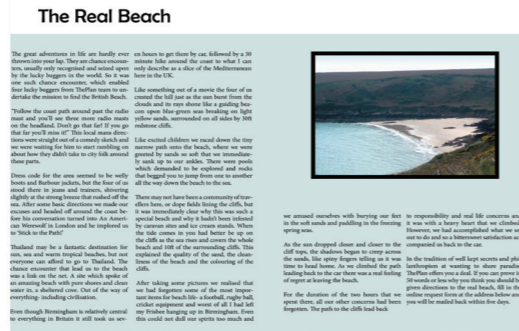 The Real Beach
The great adventures in life are hardly ever
thrown into your lap. They are chance encoun-
ters, usually only recognised and seized upon
by the lucky buggers in the world. So it was
one such chance encounter, which enabled
four lucky buggers from ThePlan team to un-
dertake the mission to find the British Beach.
"Follow the coast path around past the radio
mast and you'll see three more radio masts
on the headland. Don't go that far! If you go
that far you'll miss it!" This local mans direc-
tions were straight out of a comedy sketch and
we were waiting for him to start rambling on
about how they didn't take to city folk around
these parts.
Dress code for the area seemed to be welly
boots and Barbour jackets, but the four of us
stood there in jeans and trainers, shivering
slightly at the strong breeze that rushed off the
sea. After some basic directions we made our
excuses and headed off around the coast be-
fore his conversation turned into An Ameri-
can Werewolf in London and he implored us
to 'Stick to the Path!'
Thailand may be a fantastic destination for
sun, sea and warm tropical beaches, but not
everyone can afford to go to Thailand. The
chance encounter that lead us to the beach
was a link on the net. A site which spoke of
an amazing beach with pure shores and clean
water in, a sheltered cove. Out of the way of
everything- including civilisation.
Even though Birmingham is relatively central
to everything in Britain it still took us sev-
en hours to get there by car, followed by a 30
minute hike around the coast to what I can
only describe as a slice of the Mediterranean
here in the UK.
Like something out of a movie the four of us
crested the hill just as the sun burst from the
clouds and its rays shone like a guiding bea-
con upon blue-green seas breaking on light
yellow sands, surrounded on all sides by 50ft
redstone cliffs.
Like excited children we raced down the tiny
narrow path onto the beach, where we were
greeted by sands so soft that we immediate-
ly sank up to our ankles. There were pools
which demanded to be explored and rocks
that begged you to jump from one to another
all the way down the beach to the sea.
There may not have been a community of trav-
ellers here, or dope fields lining the cliff, but
it was immediately clear why this was such a
special beach and why it hadn't been infested
by caravan sites and ice cream stands. When
the tide comes in you had better be up on
the cliffs as the sea rises and covers the whole
beach and 10ft of the surrounding cliffs. This
explained the quality of the sand, the clean-
liness of the beach and the colouring of the
cliffs.
After taking some pictures we realised that
we had forgotten some of the most impor-
tant items for beach life- a football, rugby ball,
cricket equipment and worst of all I had left
my Frisbee hanging up in Birmingham. Even
this could not dull our spirits too much and
we amused ourselves with burying our feet
in the soft sands and paddling in the freezing
spring seas.
As the sun dropped closer and closer to the
cliff tops, the shadows began to creep across
the sands, like spiny fingers telling us it was
time to head home. As we climbed the path
leading back to the car there was a real feeling
of regret at leaving the beach.
For the duration of the two hours that we
spent there, all our other concerns had been
forgotten. The path to the cliffs lead back
to responsibility and real life concerns and
it was with a heavy heart that we climbed
However, we had accomplished what we set
out to do and so a bittersweet satisfaction ac-
companied us back to the car.
In the tradition of well kept secrets and phi-
lanthropists at wanting to share paradise
ThePlan offers you a deal. If you can prove in
50 words or less why you think you should be
given directions to the real beach, fill in the
online request form at the address below and
you will be mailed back within five days.